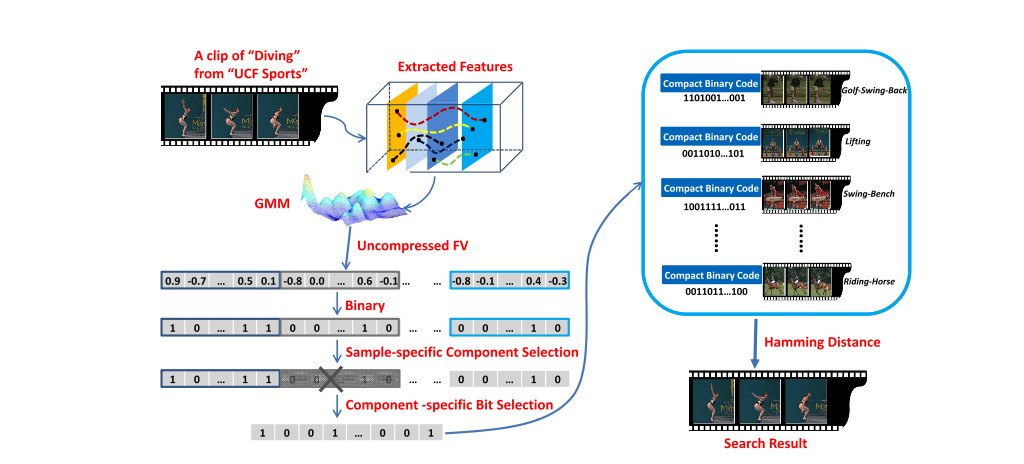 A clip of “Diving”
from “UCF Sports”
Extracted Features
GMM
Uncompressed FV
0.9 -0.7 ... 0.5 0.1 -0.8 0.0 ... 0.6 -0.1 ... ... -0.8 -0.1 ... 0.4 -0.3
Binary
1 0 ... 1 1 0 0 ... 1 0 ... ... 0 0 ... 1 0
Sample-specific Component Selection
1 0 ... 1 1 0 0 ... 1 0 ... ... 0 0 ... 1 0
Component -specific Bit Selection
1 0 0 1 ... 0 0 1
Compact Binary Code
1101001...001
Golf-Swing-Back
Compact Binary Code
0011010...101
Lifting
Compact Binary Code
1001111...011
Swing-Bench
Compact Binary Code
0011011...100
Riding-Horse
Hamming Distance
Search Result